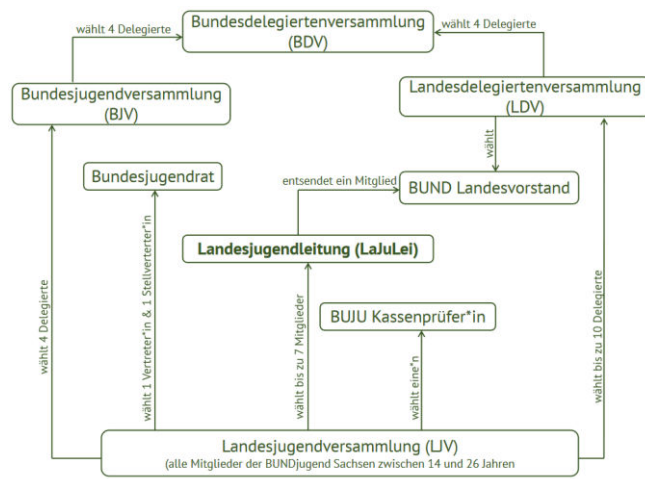 Bundesdelegiertenversammlung
(BDV)
wählt 4 Delegierte
wählt 4 Delegierte
Bundesjugendversammlung
(BJV)
Landesdelegiertenversammlung
(LDV)
wählt
Bundesjugendrat
entsendet ein Mitglied
BUND Landesvorstand
Landesjugendleitung (LaJuLei)
BUJU Kassenprüfer*in
wählt 4 Delegierte
wählt 1 Vertreter*in & 1 Stellverterter*in
wählt bis zu 7 Mitglieder
wählt eine*n
wählt bis zu 10 Delegierte
Landesjugendversammlung (LJV)
(alle Mitglieder der BUNDjugend Sachsen zwischen 14 und 26 Jahren